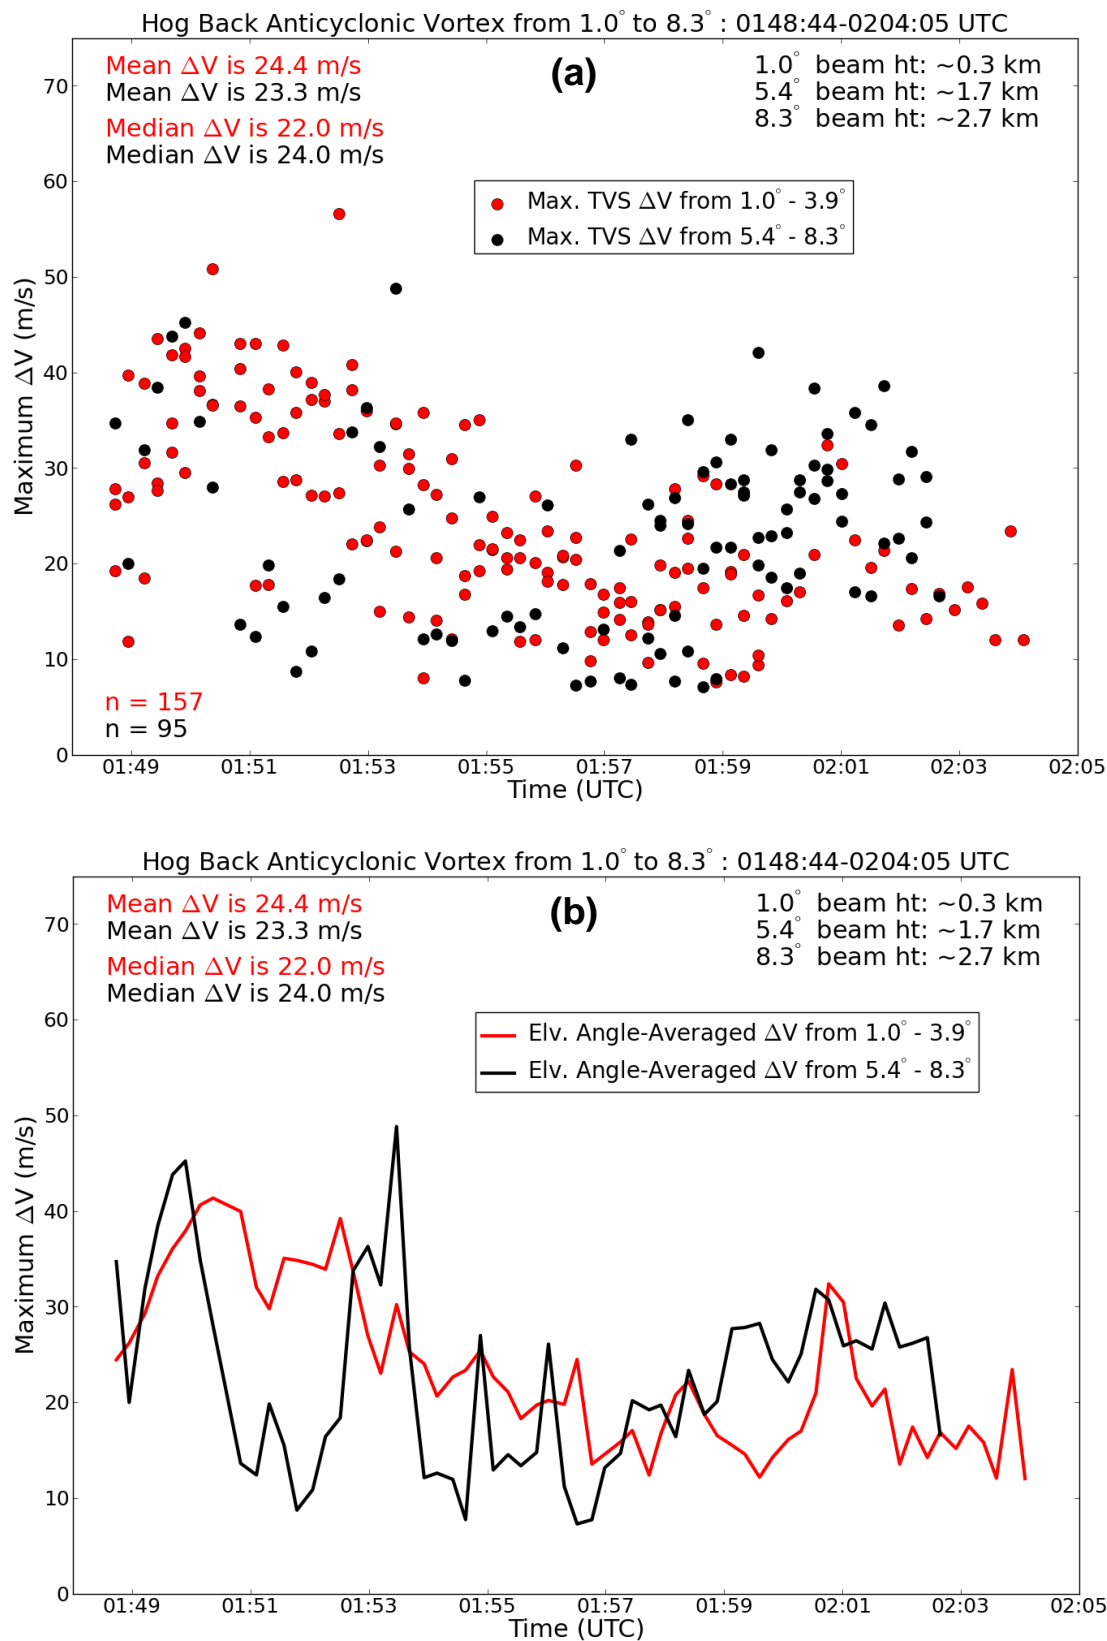 Hog Back Anticyclonic Vortex from 1.0° to 8.3° : 0148:44-0204:05 UTC
Mean ΔV is 24.4 m/s
Mean ΔV is 23.3 m/s
Median ΔV is 22.0 m/s
Median ΔV is 24.0 m/s
(a)
1.0° beam ht: ~0.3 km
5.4° beam ht: ~1.7 km
8.3° beam ht: ~2.7 km
Max. TVS ΔV from 1.0° - 3.9°
Max. TVS ΔV from 5.4° - 8.3°
n = 157
n = 95
Maximum ΔV (m/s)
70
60
50
40
30
20
10
0
01:49 01:51 01:53 01:55 01:57 01:59 02:01 02:03 02:05
Time (UTC)
Hog Back Anticyclonic Vortex from 1.0° to 8.3° : 0148:44-0204:05 UTC
Mean ΔV is 24.4 m/s
Mean ΔV is 23.3 m/s
Median ΔV is 22.0 m/s
Median ΔV is 24.0 m/s
(b)
1.0° beam ht: ~0.3 km
5.4° beam ht: ~1.7 km
8.3° beam ht: ~2.7 km
Elv. Angle-Averaged ΔV from 1.0° - 3.9°
Elv. Angle-Averaged ΔV from 5.4° - 8.3°
Maximum ΔV (m/s)
70
60
50
40
30
20
10
0
01:49 01:51 01:53 01:55 01:57 01:59 02:01 02:03 02:05
Time (UTC)